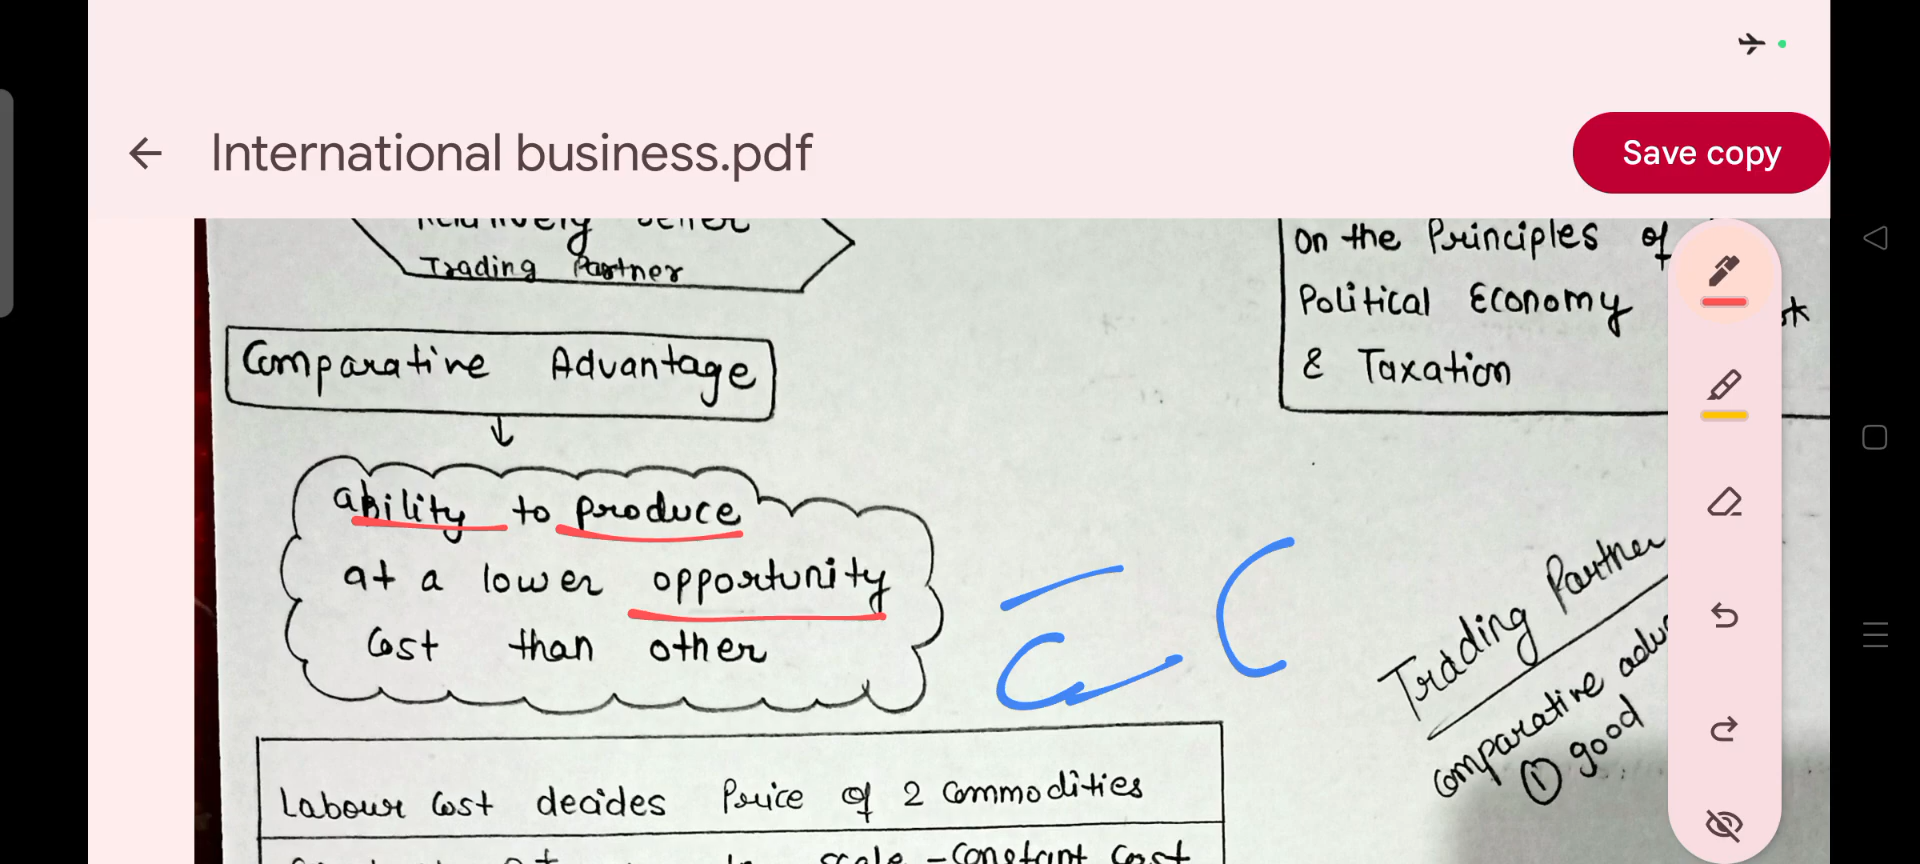 International business.pdf
Save copy
Relatively better
Trading Partner
on the Principles of
Political Economy
& Taxation
Comparative Advantage
ability to produce
at a lower opportunity
cost than other
Trading Partner
comparative
① good
Labour cost decides Price of 2 commodities
scale - constant cost